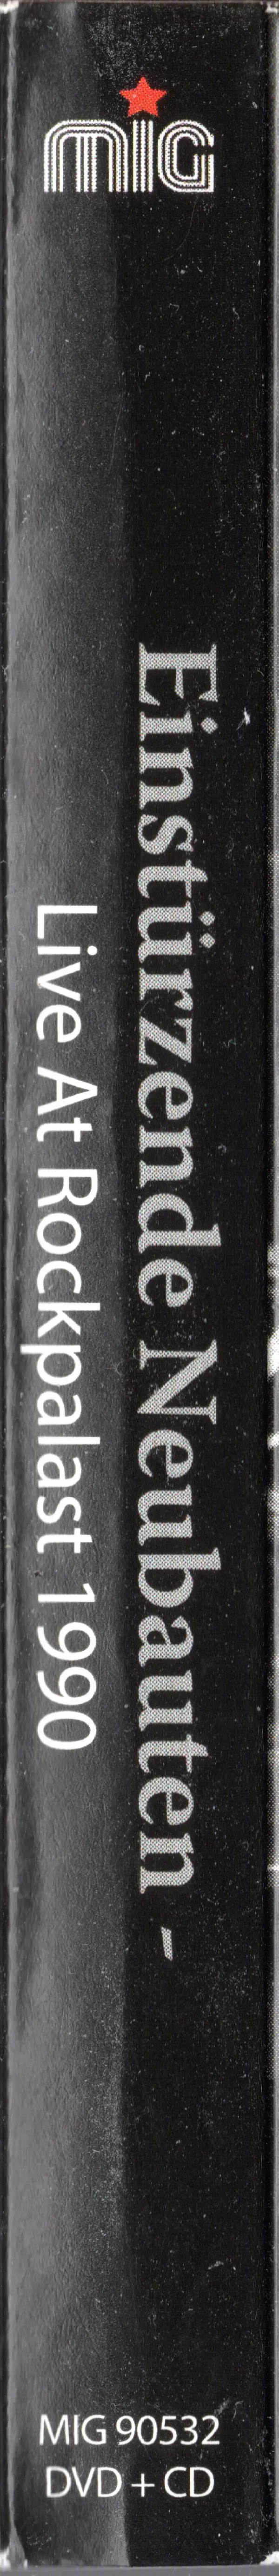 MIG
Einstürzende Neubauten -
Live At Rockpalast 1990
MIG 90532
DVD + CD